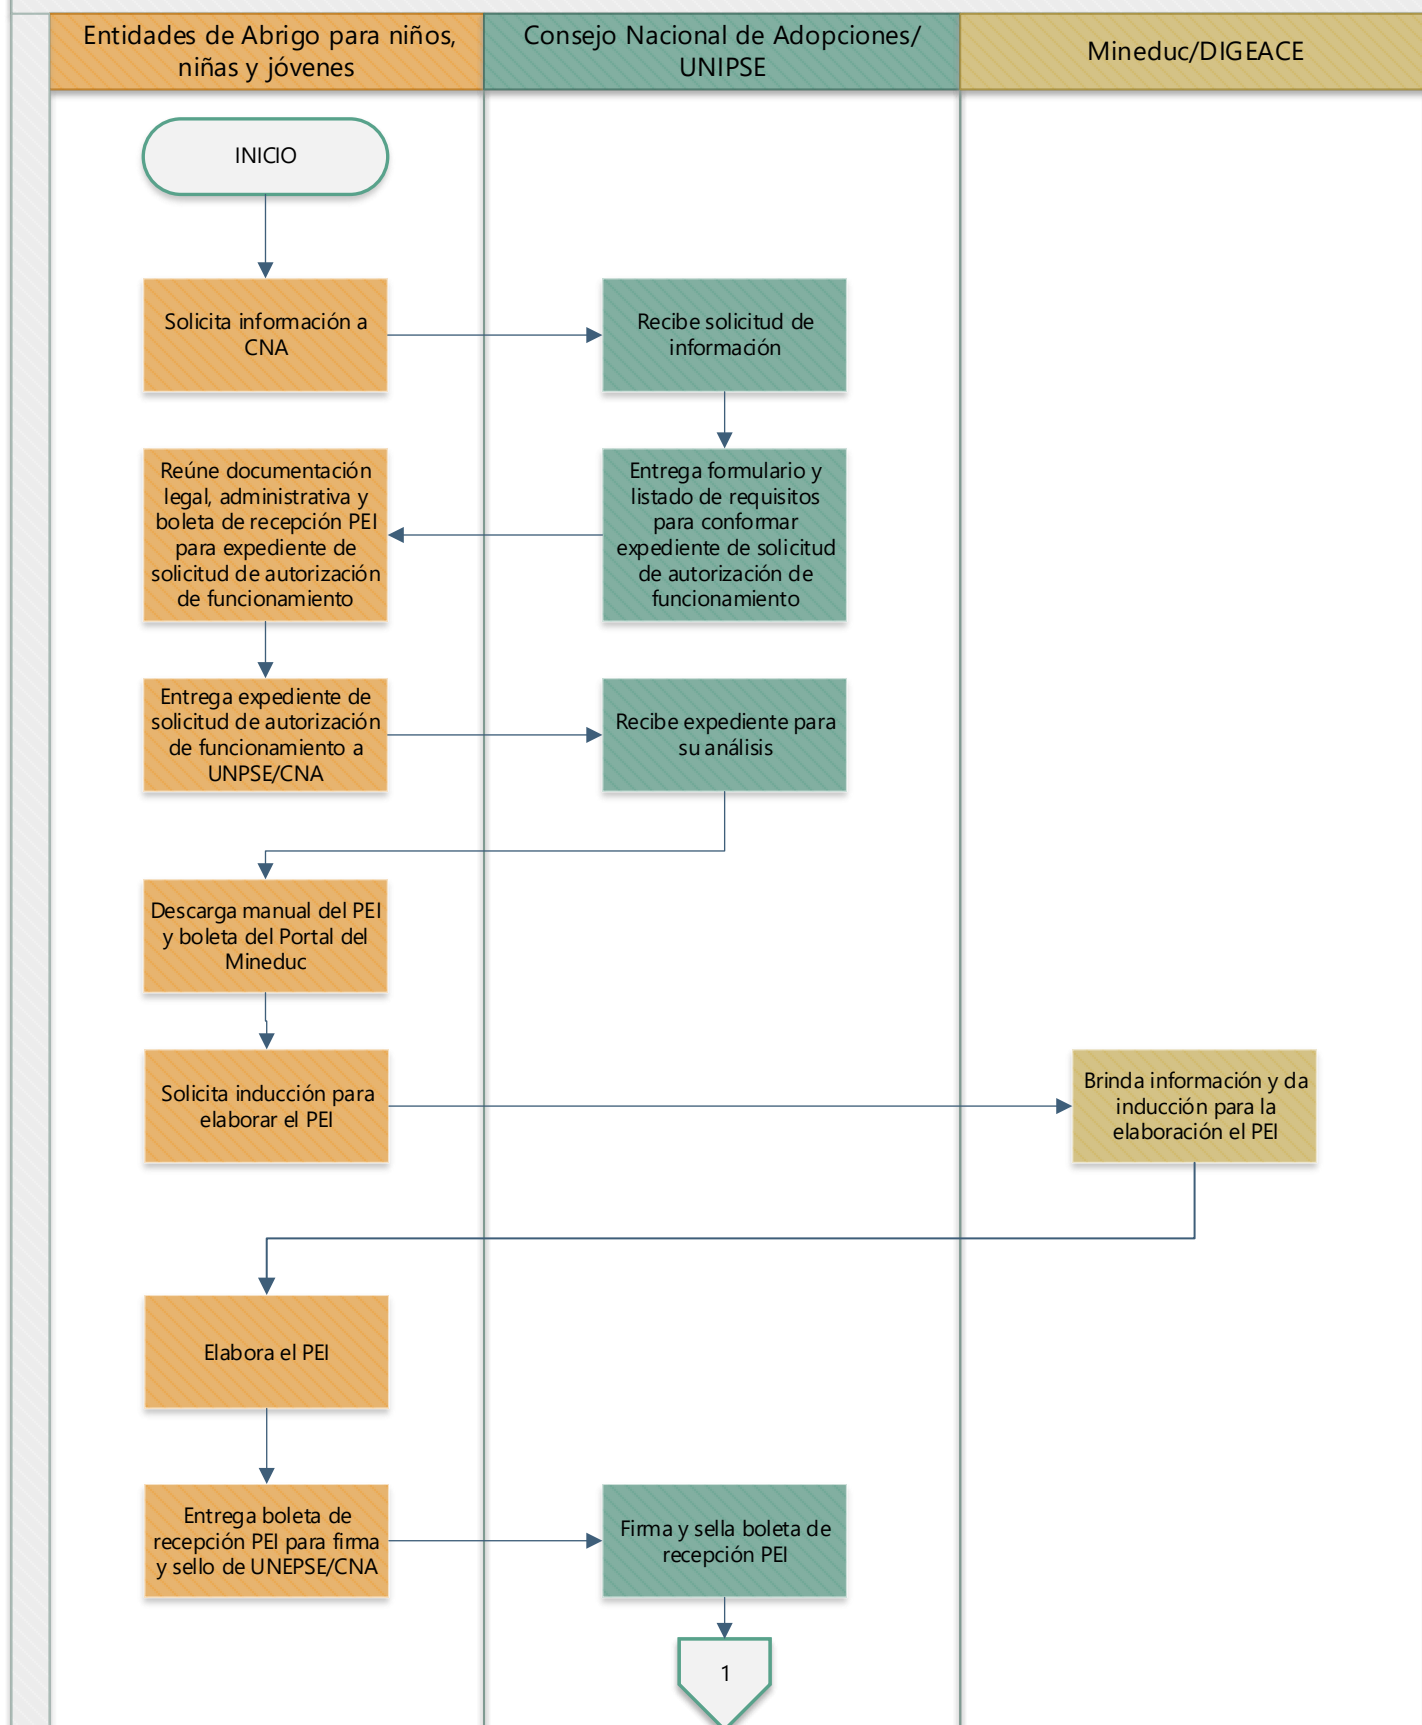 Entidades de Abrigo para niños,
niñas y jóvenes
Consejo Nacional de Adopciones/
UNIPSE
Mineduc/DIGEACE
INICIO
Solicita información a
CNA
Recibe solicitud de
información
Reúne documentación
legal, administrativa y
boleta de recepción PEI
para expediente de
solicitud de autorización
de funcionamiento
Entrega formulario y
listado de requisitos
para conformar
expediente de solicitud
de autorización de
funcionamiento
Entrega expediente de
solicitud de autorización
de funcionamiento a
UNPSE/CNA
Recibe expediente para
su análisis
Descarga manual del PEI
y boleta del Portal del
Mineduc
Solicita inducción para
elaborar el PEI
Brinda información y da
inducción para la
elaboración el PEI
Elabora el PEI
Entrega boleta de
recepción PEI para firma
y sello de UNEPSE/CNA
Firma y sella boleta de
recepción PEI
1